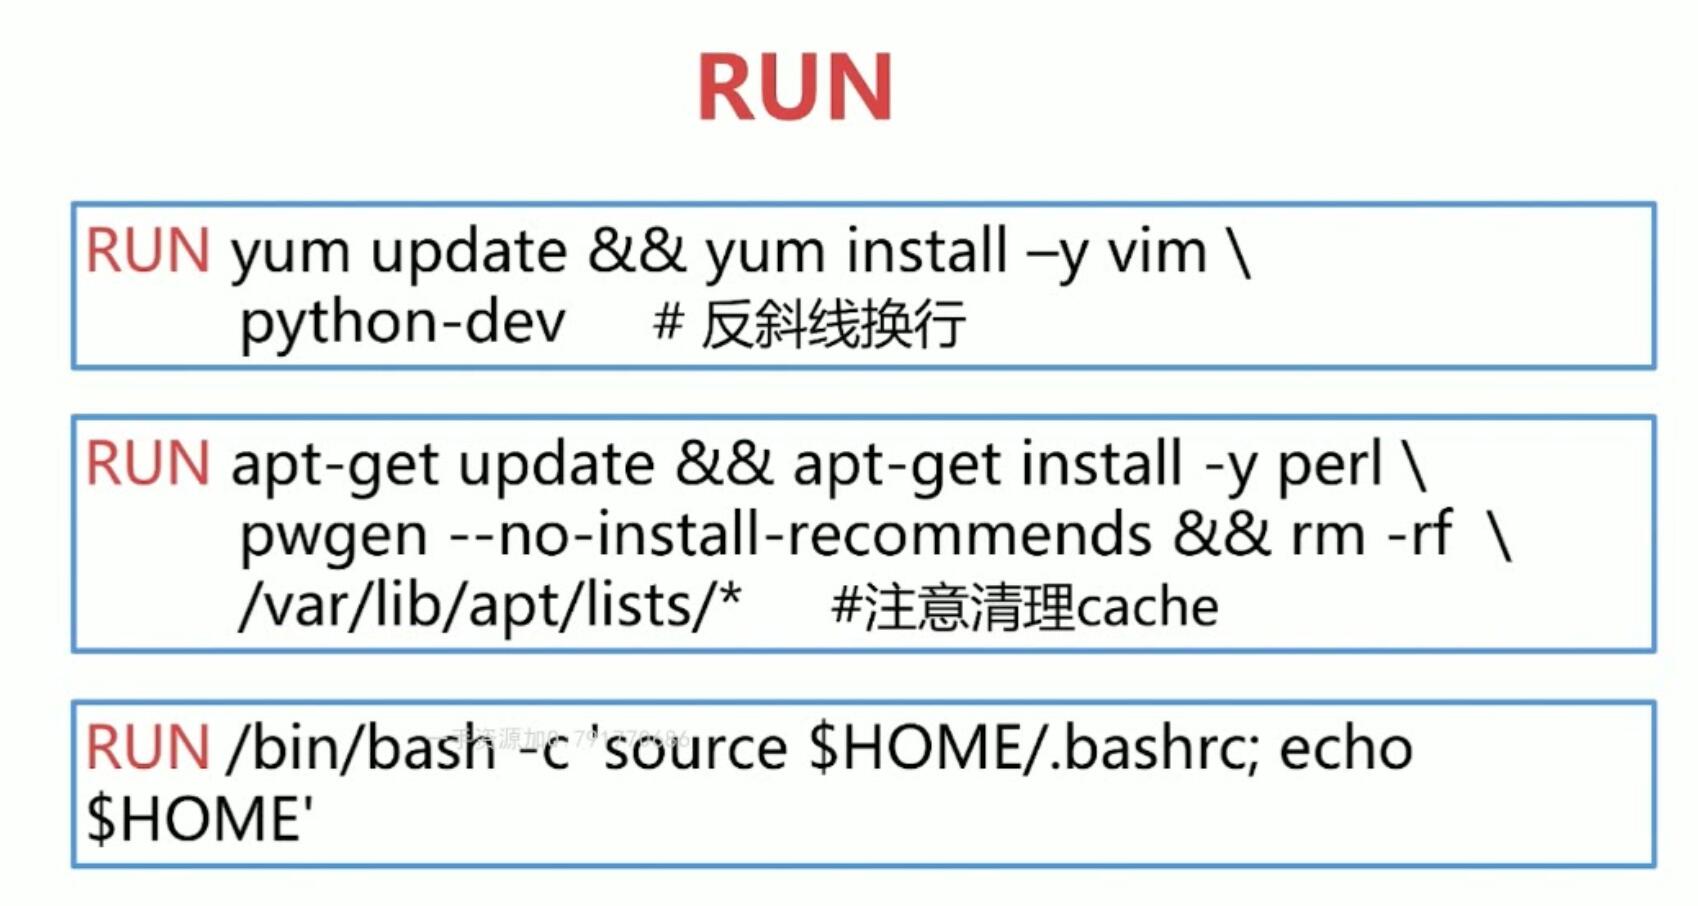 RUN
RUN yum update && yum install –y vim \
python-dev # 反斜线换行
RUN apt-get update && apt-get install -y perl \
pwgen --no-install-recommends && rm -rf \
/var/lib/apt/lists/* #注意清理cache
RUN /bin/bash -c 'source $HOME/.bashrc; echo
$HOME'